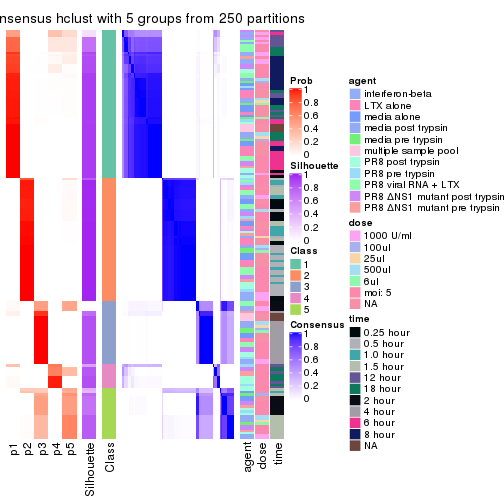 nsensus hclust with 5 groups from 250 partitions
Prob
1
0.8
0.6
0.4
0.2
0
Silhouette
1
0.8
0.6
0.4
0.2
0
Class
1
2
3
4
5
Consensus
1
0.8
0.6
0.4
0.2
0
agent
interferon-beta
LTX alone
media alone
media post trypsin
media pre trypsin
multiple sample pool
PR8 post trypsin
PR8 pre trypsin
PR8 viral RNA + LTX
PR8 ΔNS1 mutant post trypsin
PR8 ΔNS1 mutant pre trypsin
dose
1000 U/ml
100ul
25ul
500ul
6ul
moi: 5
NA
time
0.25 hour
0.5 hour
1.0 hour
1.5 hour
12 hour
18 hour
2 hour
4 hour
6 hour
8 hour
NA
p1
p2
p3
p4
p5
Silhouette
Class
agent
dose
time